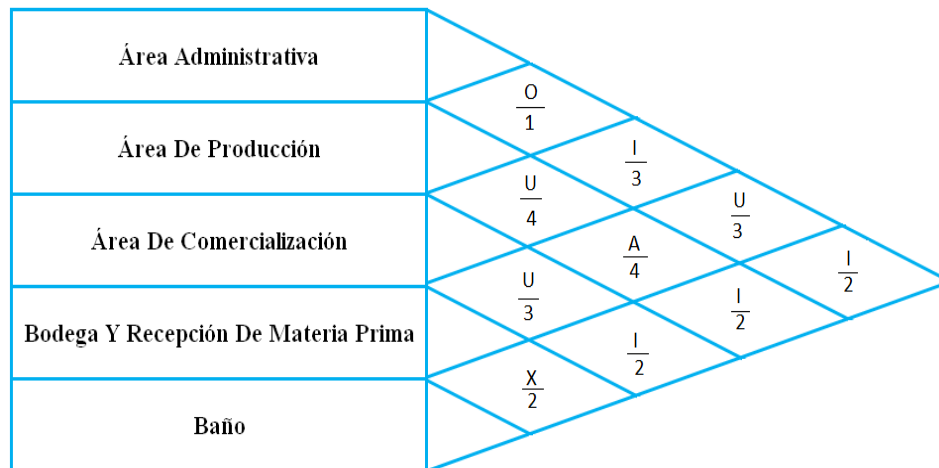 Área Administrativa
O
1
Área De Producción
I
3
U
4
U
3
Área De Comercialización
A
4
I
2
U
3
I
2
Bodega Y Recepción De Materia Prima
I
2
X
2
Baño